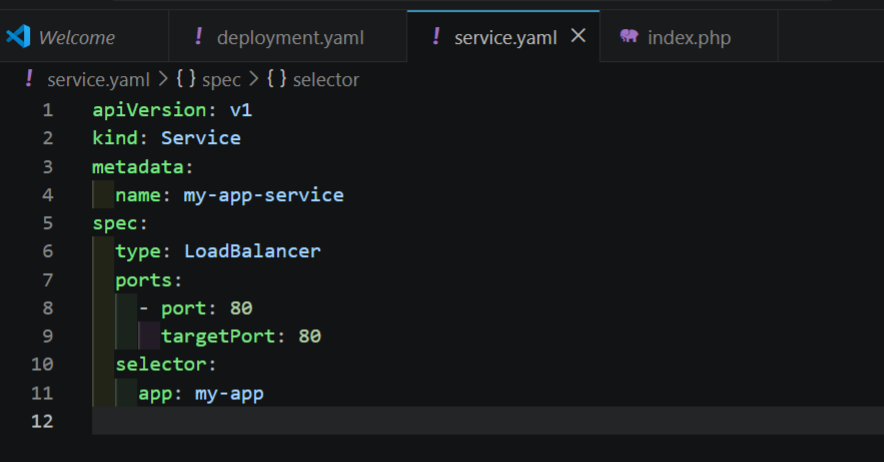 Welcome
! deployment.yaml
! service.yaml ×
index.php
! service.yaml > { } spec > { } selector
1 apiVersion: v1
2 kind: Service
3 metadata:
4   name: my-app-service
5 spec:
6   type: LoadBalancer
7   ports:
8     - port: 80
9       targetPort: 80
10   selector:
11     app: my-app
12